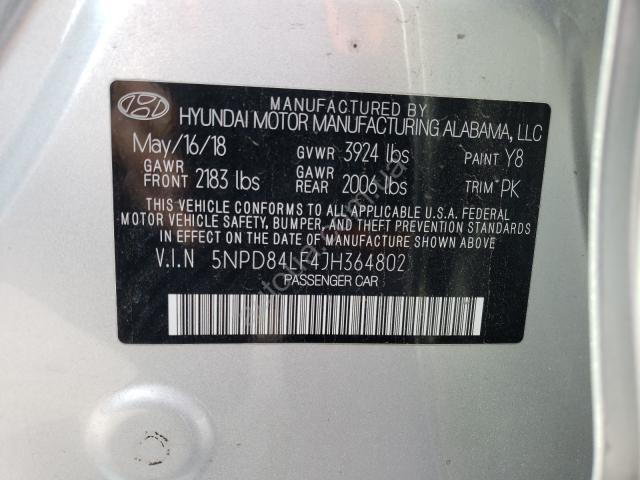 MANUFACTURED BY
HYUNDAI MOTOR MANUFACTURING ALABAMA, LLC
May/16/18 GVWR 3924 lbs PAINT Y8
GAWR FRONT 2183 lbs GAWR REAR 2006 lbs TRIM PK
THIS VEHICLE CONFORMS TO ALL APPLICABLE U.S.A. FEDERAL
MOTOR VEHICLE SAFETY, BUMPER, AND THEFT PREVENTION
STANDARDS IN EFFECT ON THE DATE OF MANUFACTURE SHOWN ABOVE.
V.I.N 5NPD84LF4JH364802
PASSENGER CAR